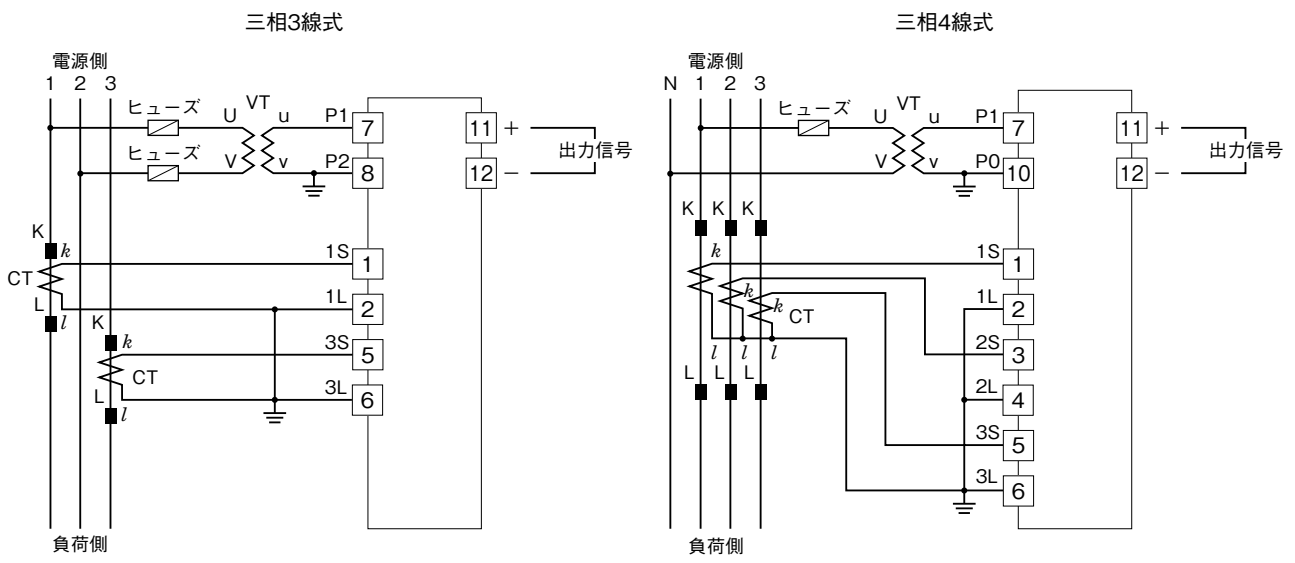 三相3線式
電源側
1 2 3
ヒューズ
U VT u P1 7 11 +
出力信号
ヒューズ
V v P2 8 12 −
K
k
1S 1
CT
1L 2
L
l
K
k
3S 5
CT
3L 6
L
l
負荷側
三相4線式
電源側
N 1 2 3
ヒューズ
U VT u P1 7 11 +
出力信号
V v P0 10 12 −
K K K
k
1S 1
k
k
CT
1L 2
l l l
2S 3
L L L
2L 4
3S 5
3L 6
負荷側